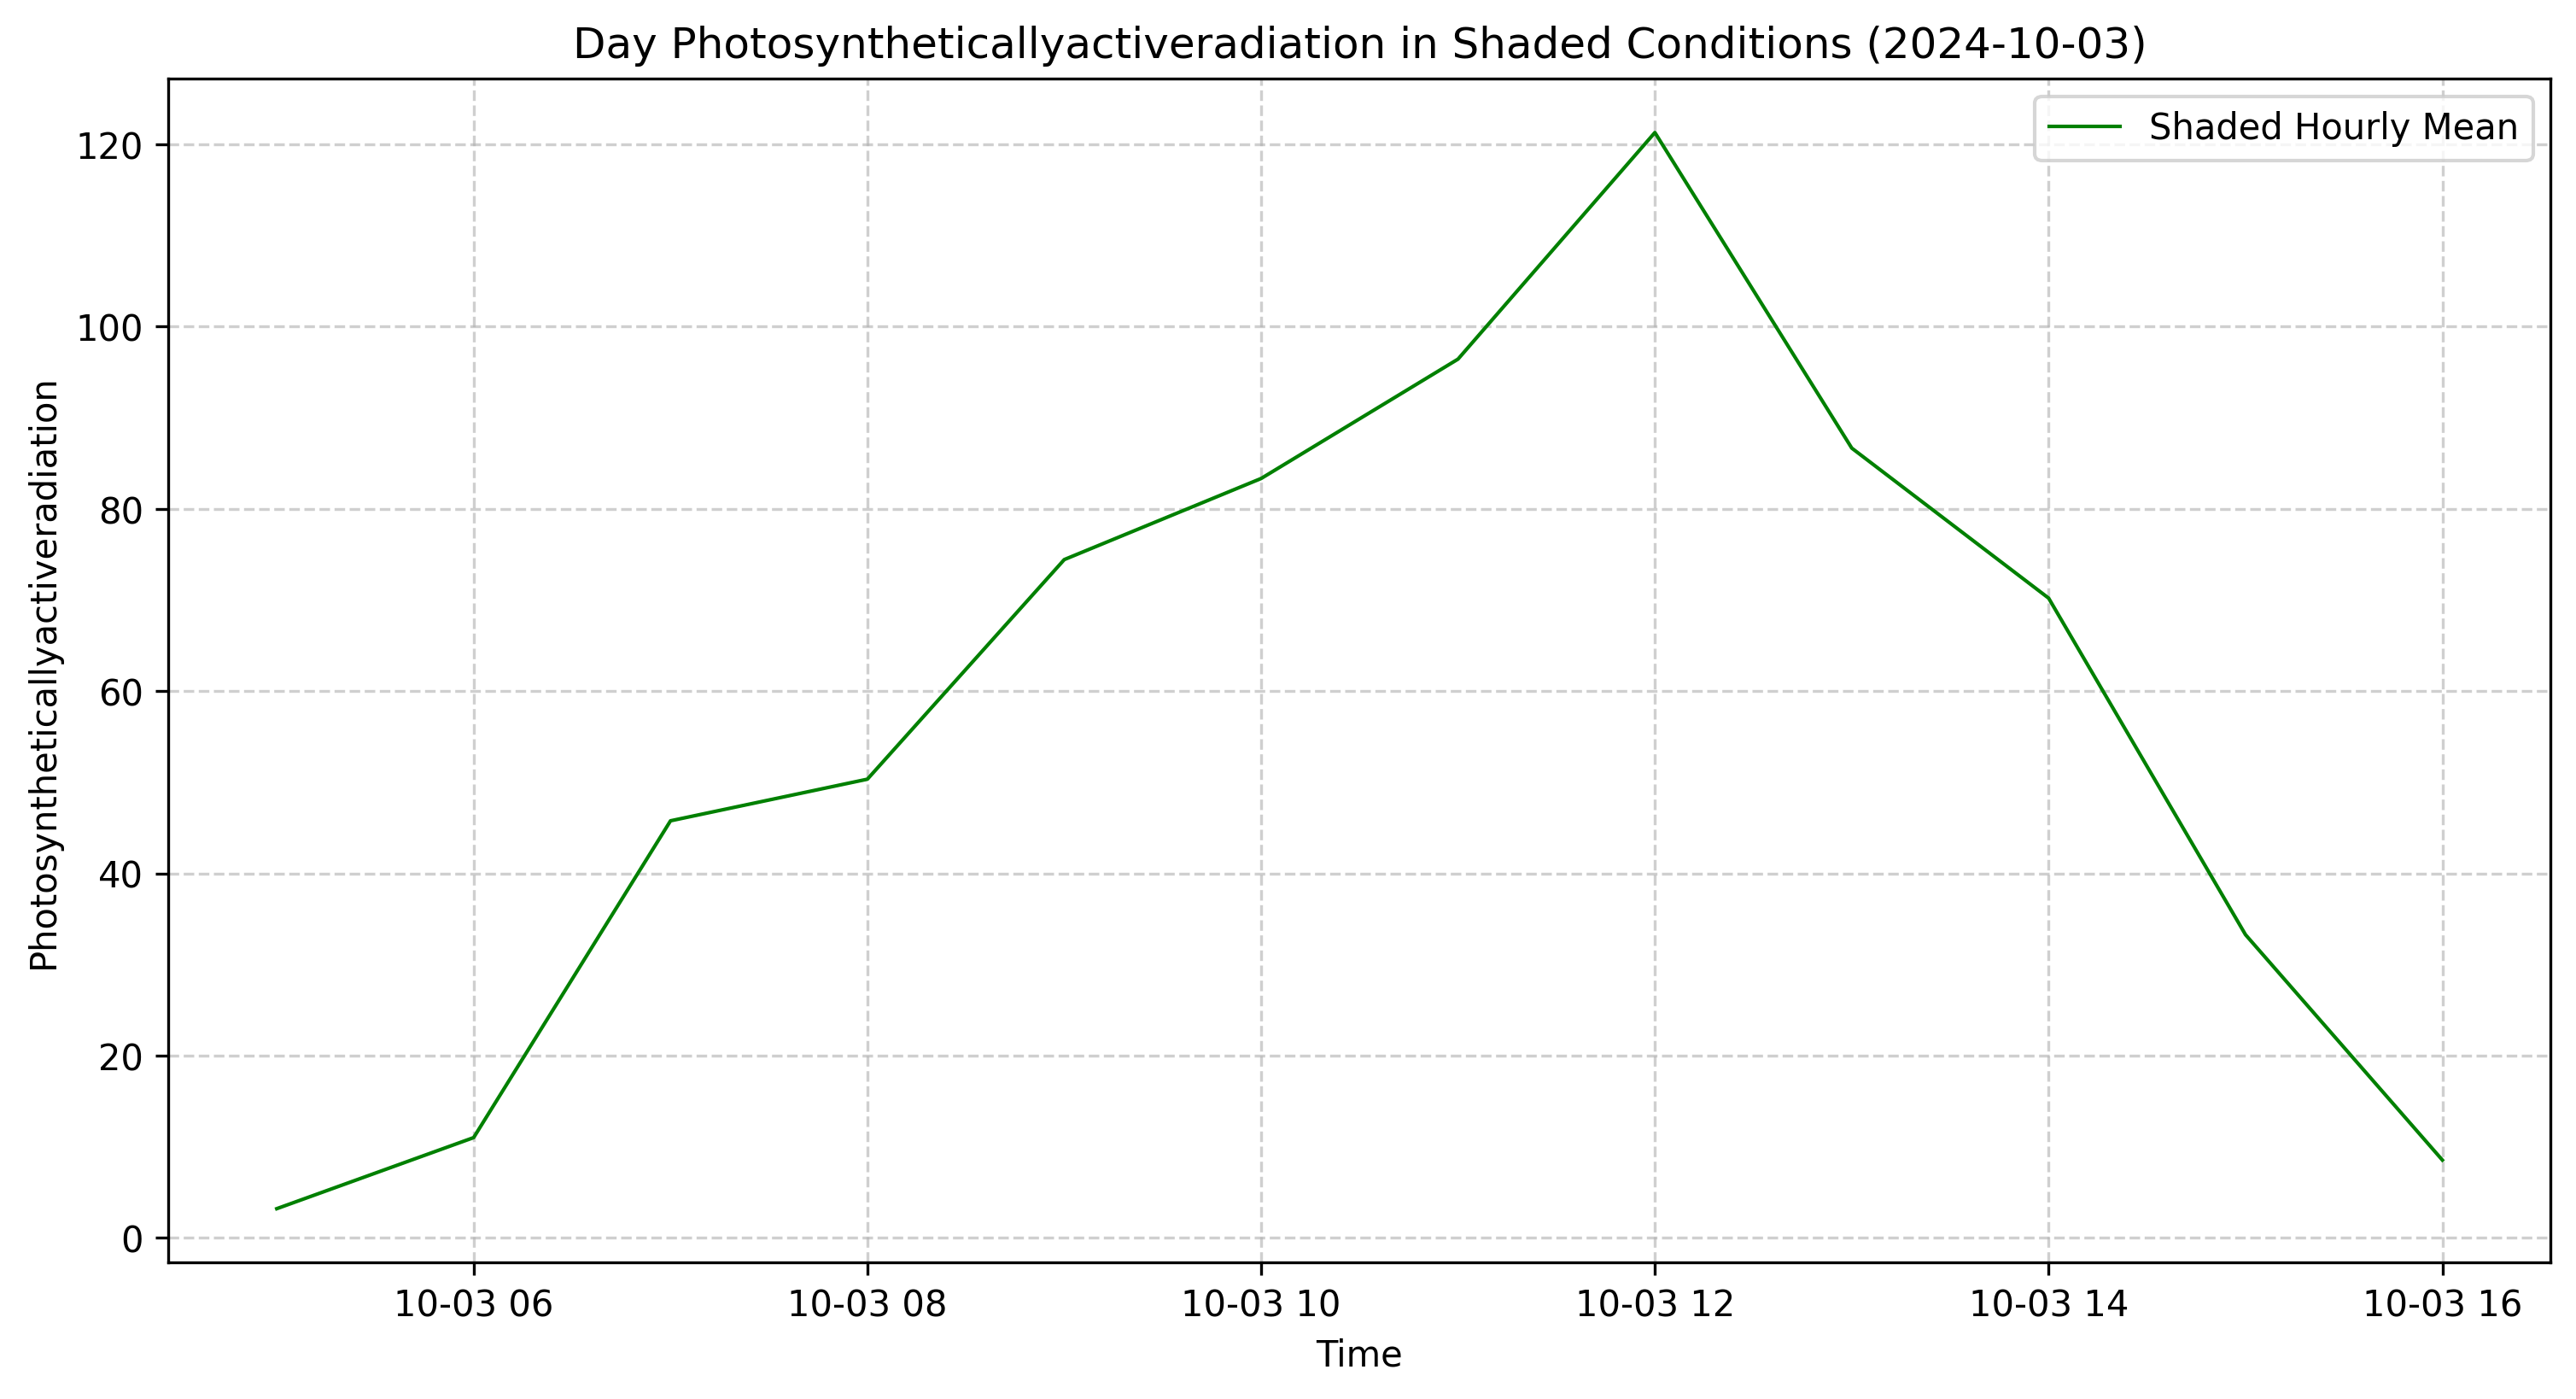 Day Photosyntheticallyactiveradiation in Shaded Conditions (2024-10-03)
Shaded Hourly Mean
Photosyntheticallyactiveradiation
120
100
80
60
40
20
0
10-03 06 10-03 08 10-03 10 10-03 12 10-03 14 10-03 16
Time